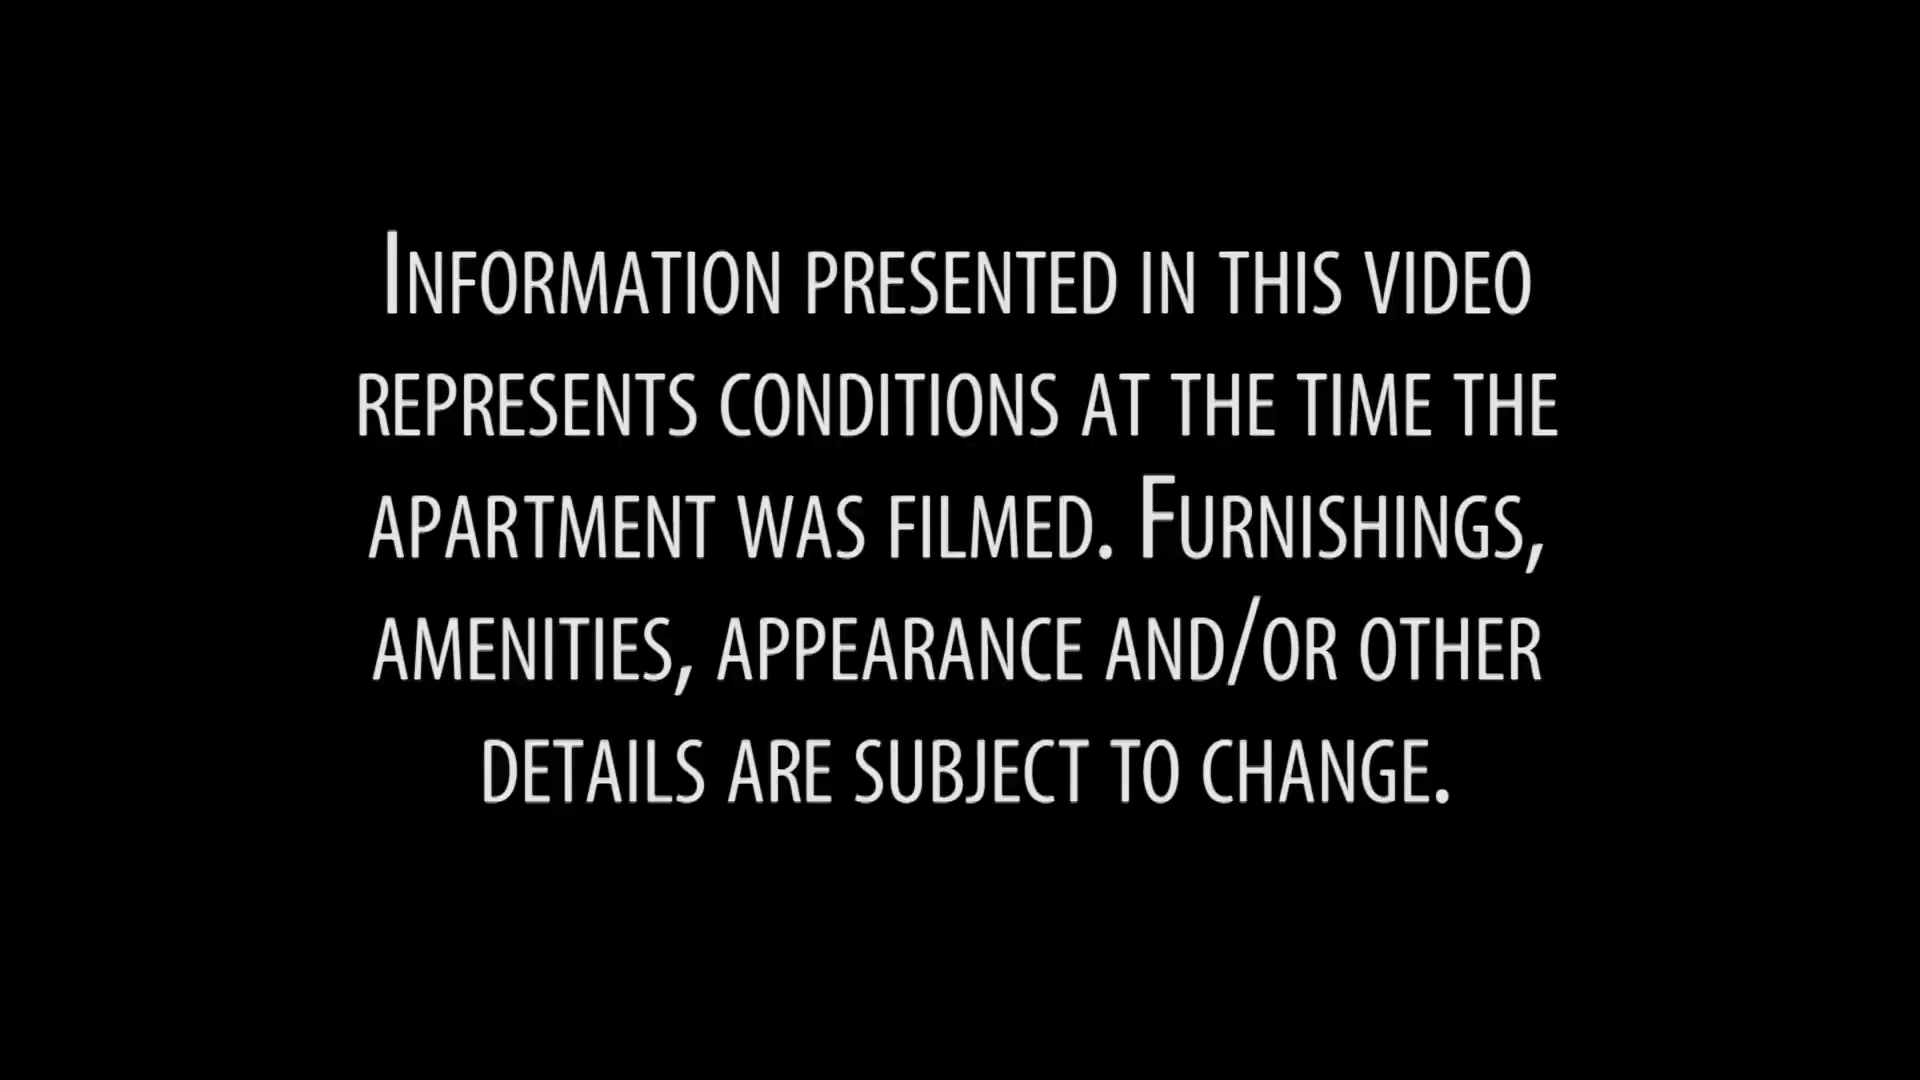 Information presented in this video
represents conditions at the time the
apartment was filmed. Furnishings,
amenities, appearance and/or other
details are subject to change.